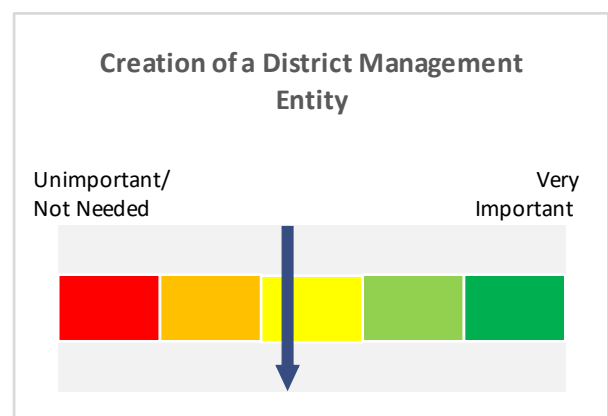 Creation of a District Management
Entity
Unimportant/
Not Needed
Very
Important